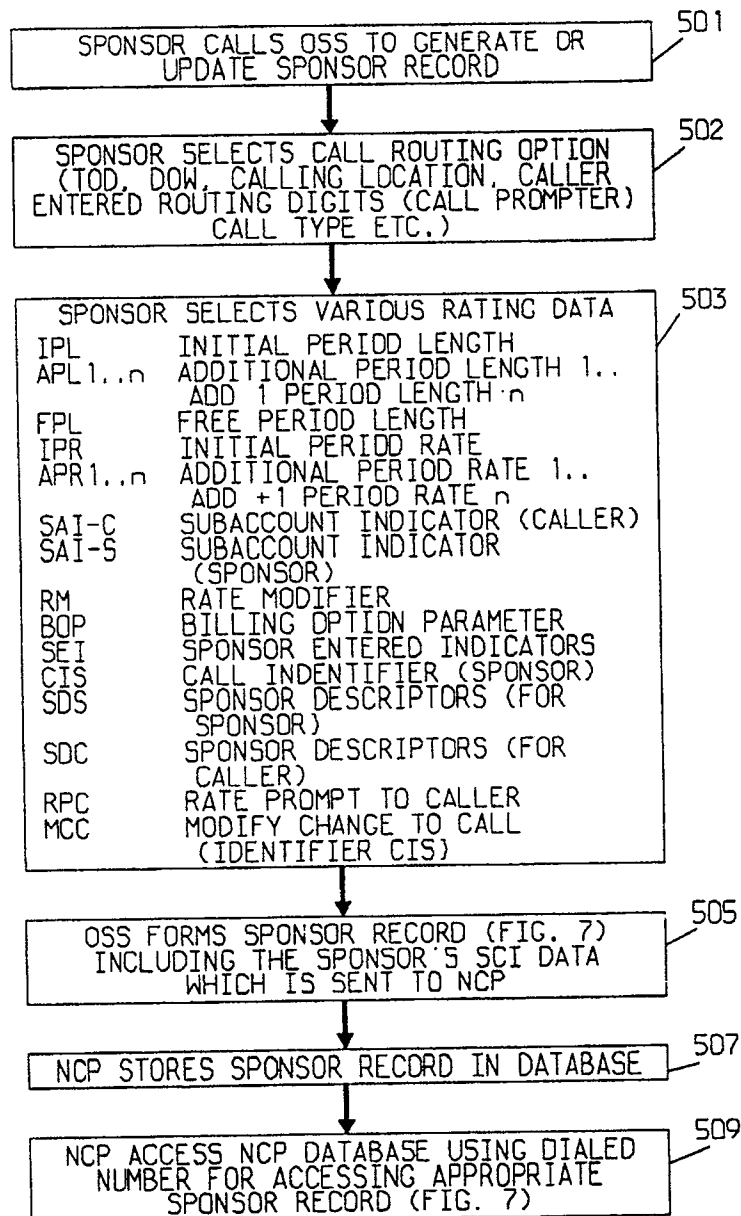 SPONSOR CALLS OSS TO GENERATE OR
UPDATE SPONSOR RECORD
501
SPONSOR SELECTS CALL ROUTING OPTION
(TOD, DOW, CALLING LOCATION, CALLER
ENTERED ROUTING DIGITS (CALL PROMPTER)
CALL TYPE ETC.)
502
SPONSOR SELECTS VARIOUS RATING DATA
503
IPL INITIAL PERIOD LENGTH
APL1..n ADDITIONAL PERIOD LENGTH 1..
ADD 1 PERIOD LENGTH n
FPL FREE PERIOD LENGTH
IPR INITIAL PERIOD RATE
APR1..n ADDITIONAL PERIOD RATE 1..
ADD +1 PERIOD RATE n
SAI-C SUBACCOUNT INDICATOR (CALLER)
SAI-S SUBACCOUNT INDICATOR
(SPONSOR)
RM RATE MODIFIER
BOP BILLING OPTION PARAMETER
SEI SPONSOR ENTERED INDICATORS
CIS CALL INDENTIFIER (SPONSOR)
SDS SPONSOR DESCRIPTORS (FOR
SPONSOR)
SDC SPONSOR DESCRIPTORS (FOR
CALLER)
RPC RATE PROMPT TO CALLER
MCC MODIFY CHANGE TO CALL
(IDENTIFIER CIS)
OSS FORMS SPONSOR RECORD (FIG. 7)
INCLUDING THE SPONSOR'S SCI DATA
WHICH IS SENT TO NCP
505
NCP STORES SPONSOR RECORD IN DATABASE
507
NCP ACCESS NCP DATABASE USING DIALED
NUMBER FOR ACCESSING APPROPRIATE
SPONSOR RECORD (FIG. 7)
509